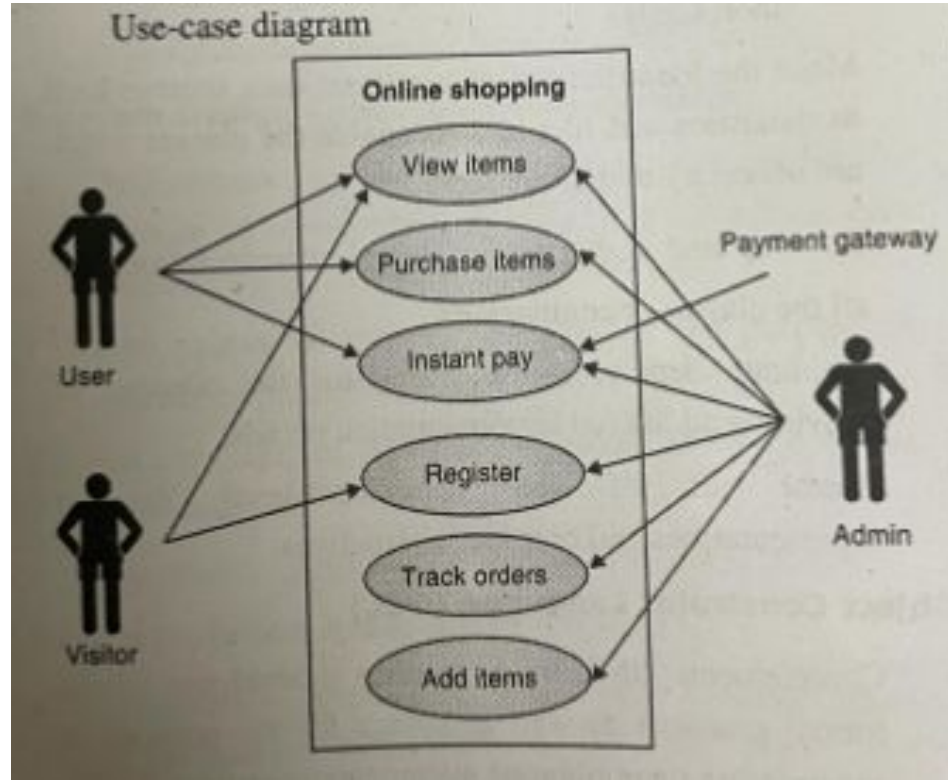 Use-case diagram
Online shopping
View items
Purchase items
Payment gateway
Instant pay
User
Register
Admin
Track orders
Visitor
Add items